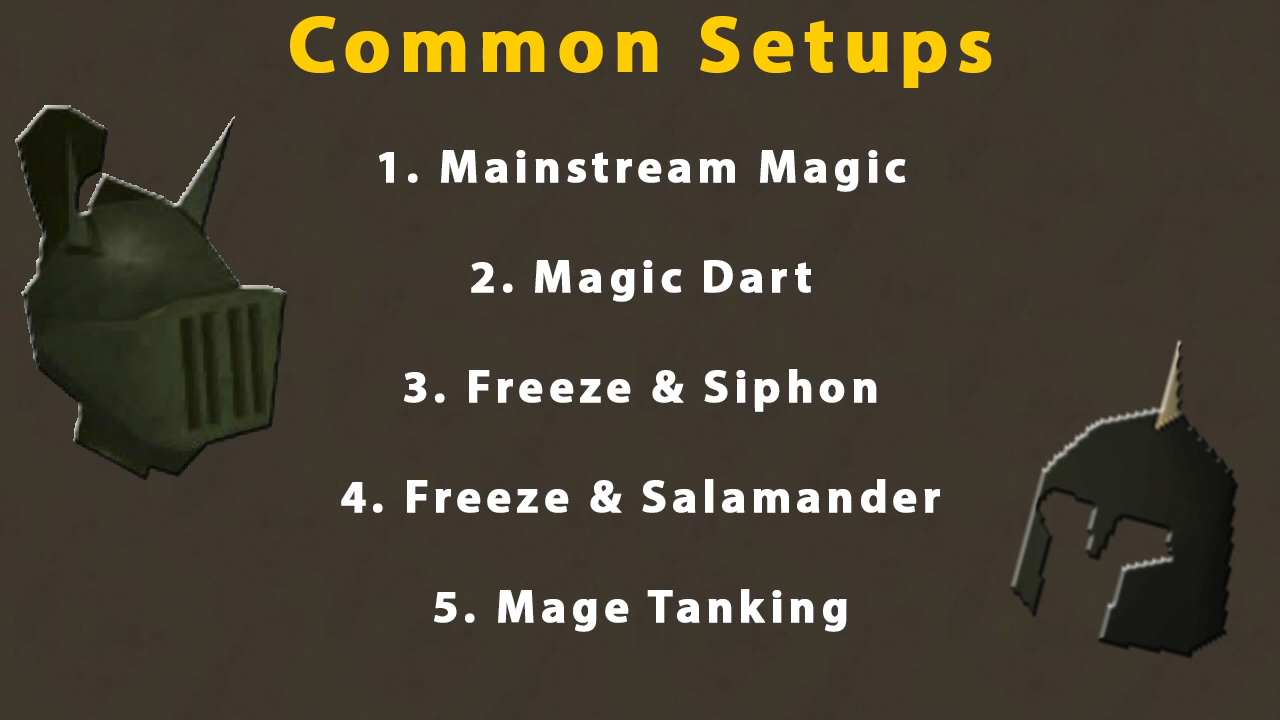 Common Setups
1. Mainstream Magic
2. Magic Dart
3. Freeze & Siphon
4. Freeze & Salamander
5. Mage Tanking